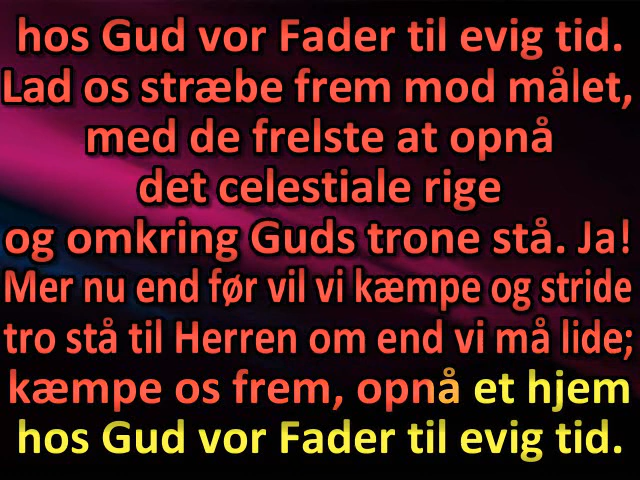 hos Gud vor Fader til evig tid.
Lad os stræbe frem mod målet,
med de frelste at opnå
det celestiale rige
og omkring Guds trone stå. Ja!
Mer nu end før vil vi kæmpe og stride
tro stå til Herren om end vi må lide;
kæmpe os frem, opnå et hjem
hos Gud vor Fader til evig tid.